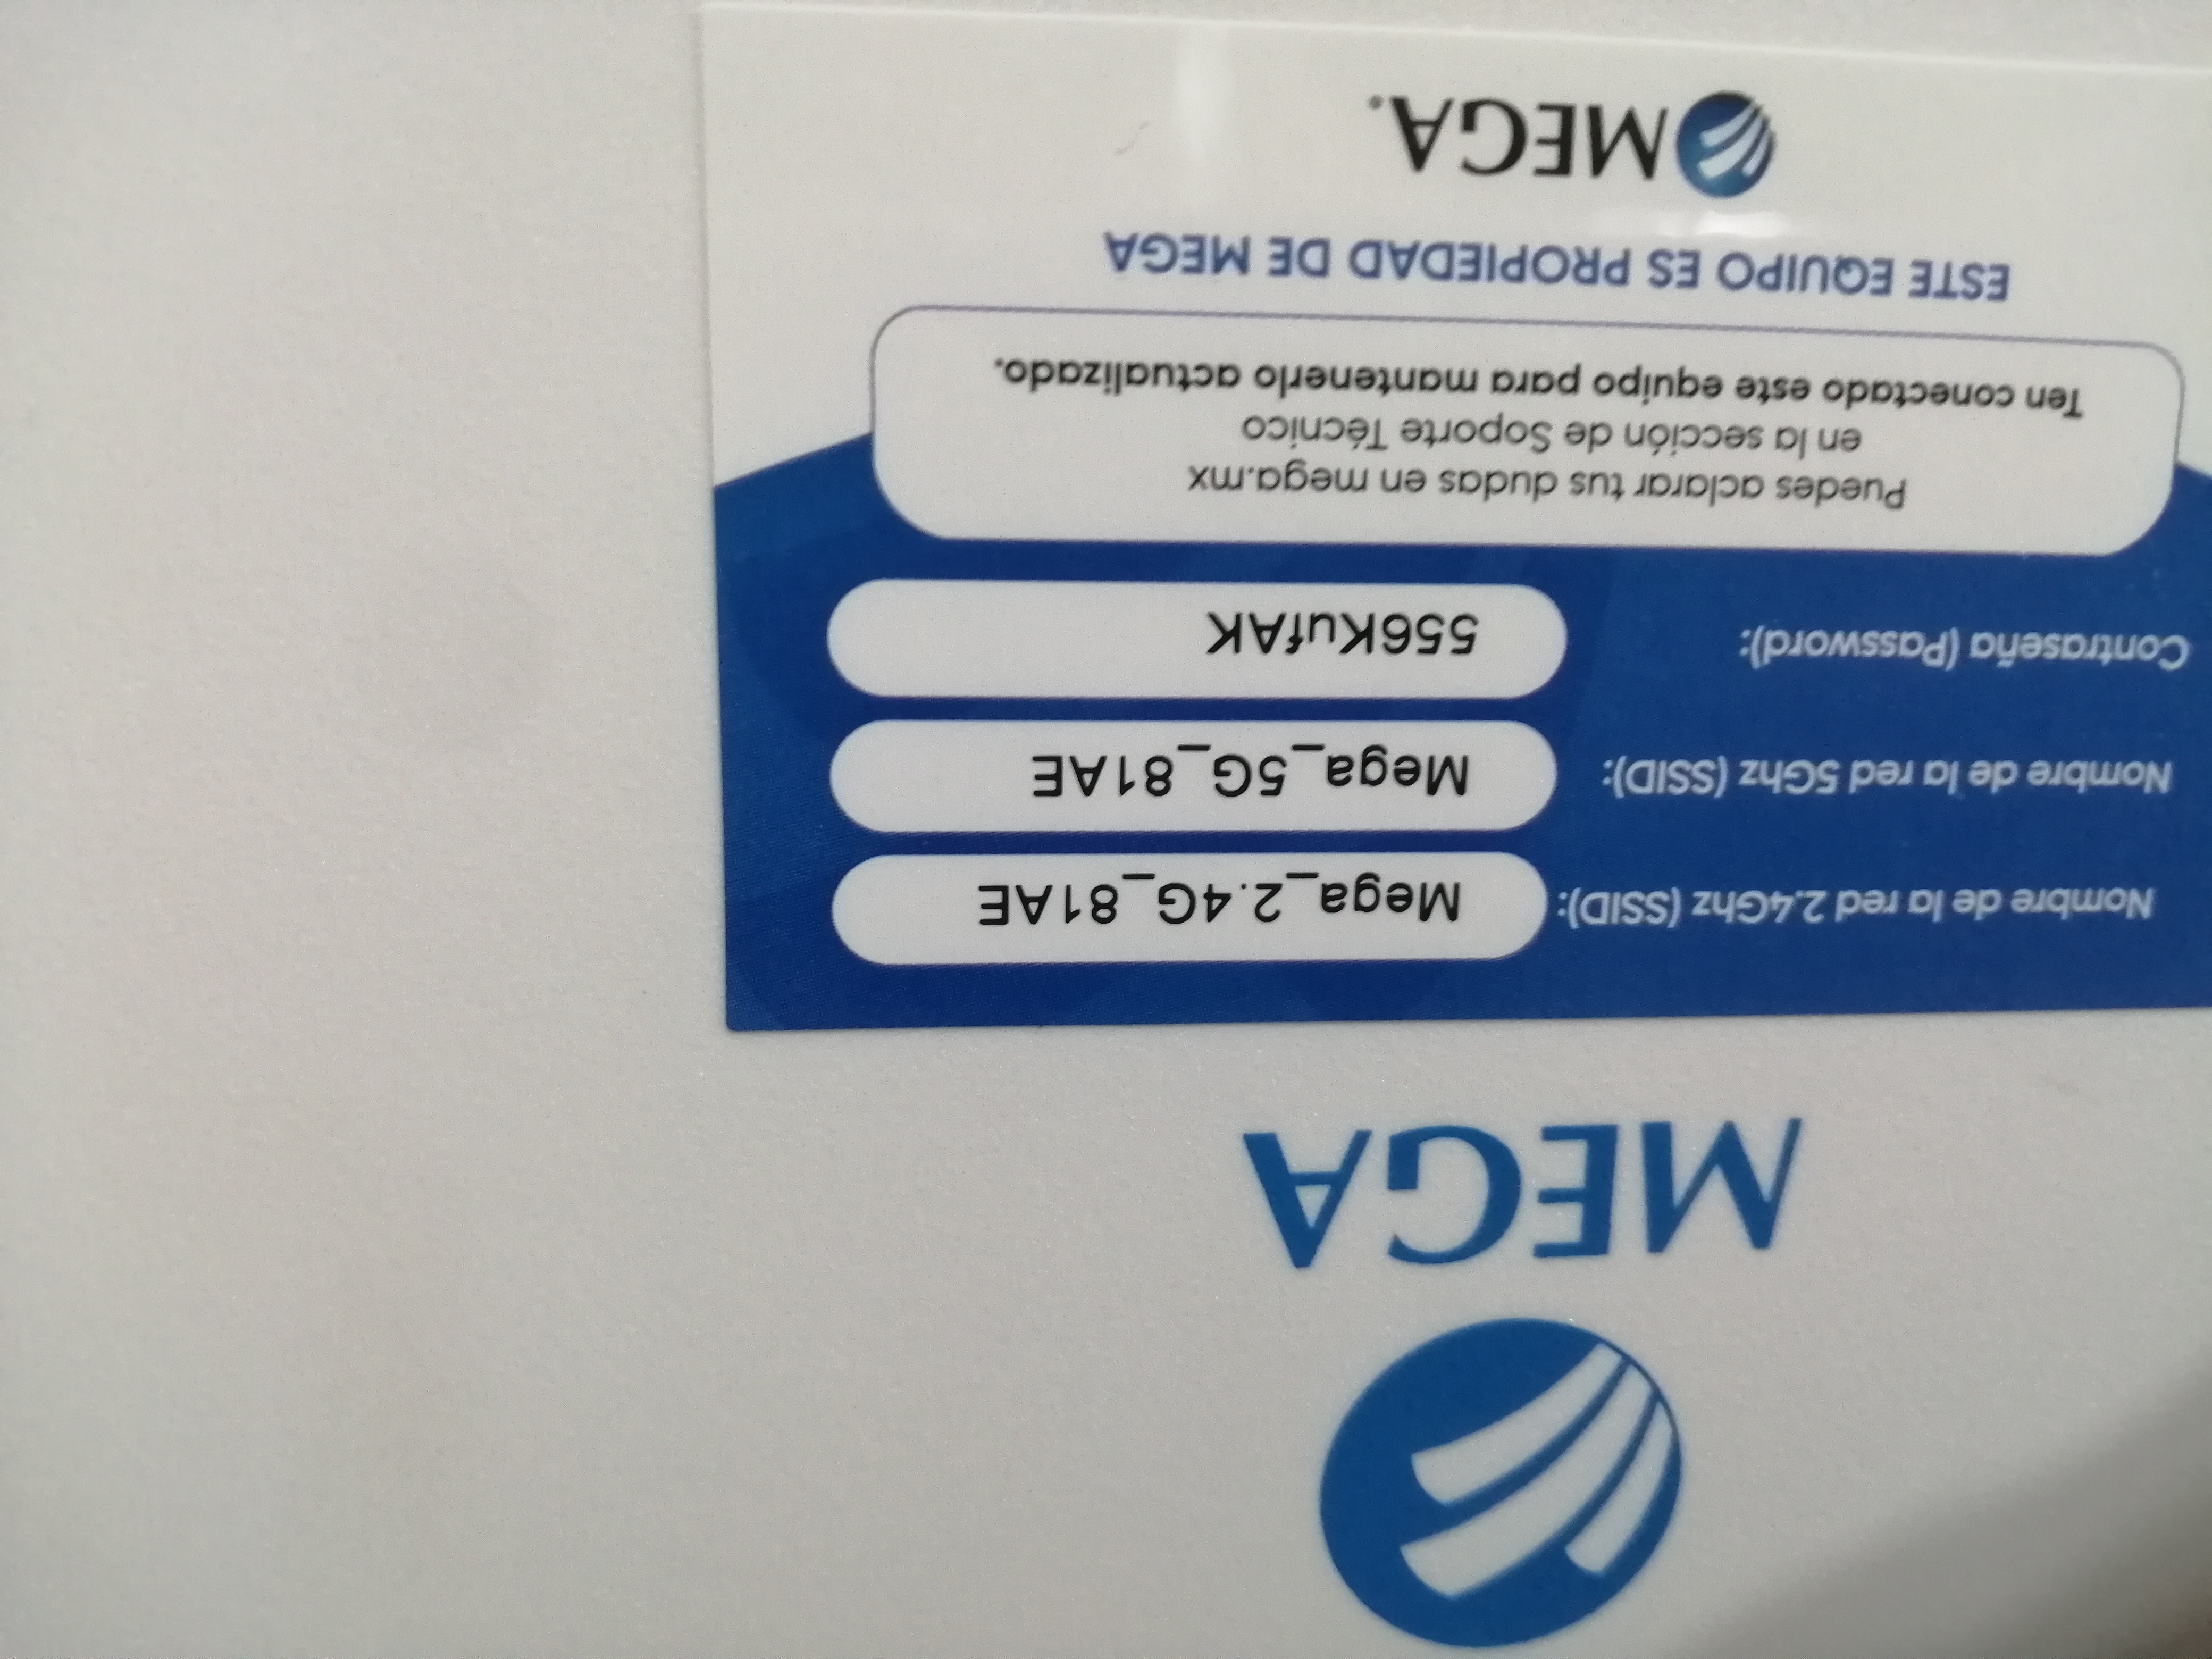 MEGA
Nombre de la red 2.4Ghz (SSID): Mega_2.4G_81AE
Nombre de la red 5Ghz (SSID): Mega_5G_81AE
Contraseña (Password): 556KufAK
Puedes aclarar tus dudas en mega.mx
en la sección de Soporte Técnico
Ten conectado este equipo para mantenerlo actualizado.
ESTE EQUIPO ES PROPIEDAD DE MEGA
MEGA®